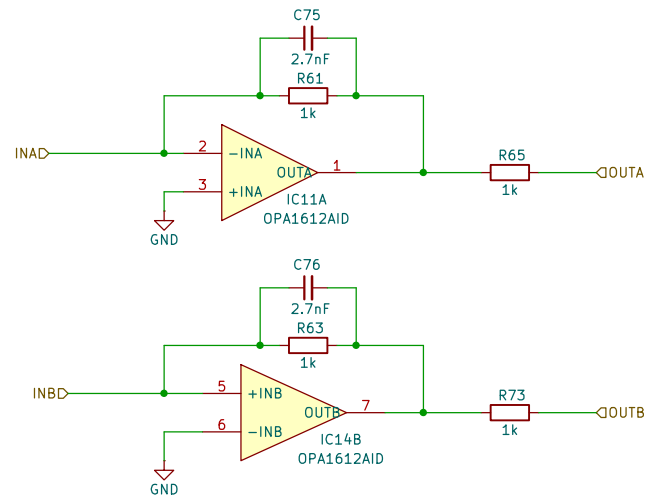 C75
2.7nF
R61
1k
INA
2
-INA
OUTA
1
3
+INA
IC11A
OPA1612AID
GND
R65
1k
OUTA
C76
2.7nF
R63
1k
INB
5
+INB
OUTB
7
6
-INB
IC14B
OPA1612AID
GND
R73
1k
OUTB